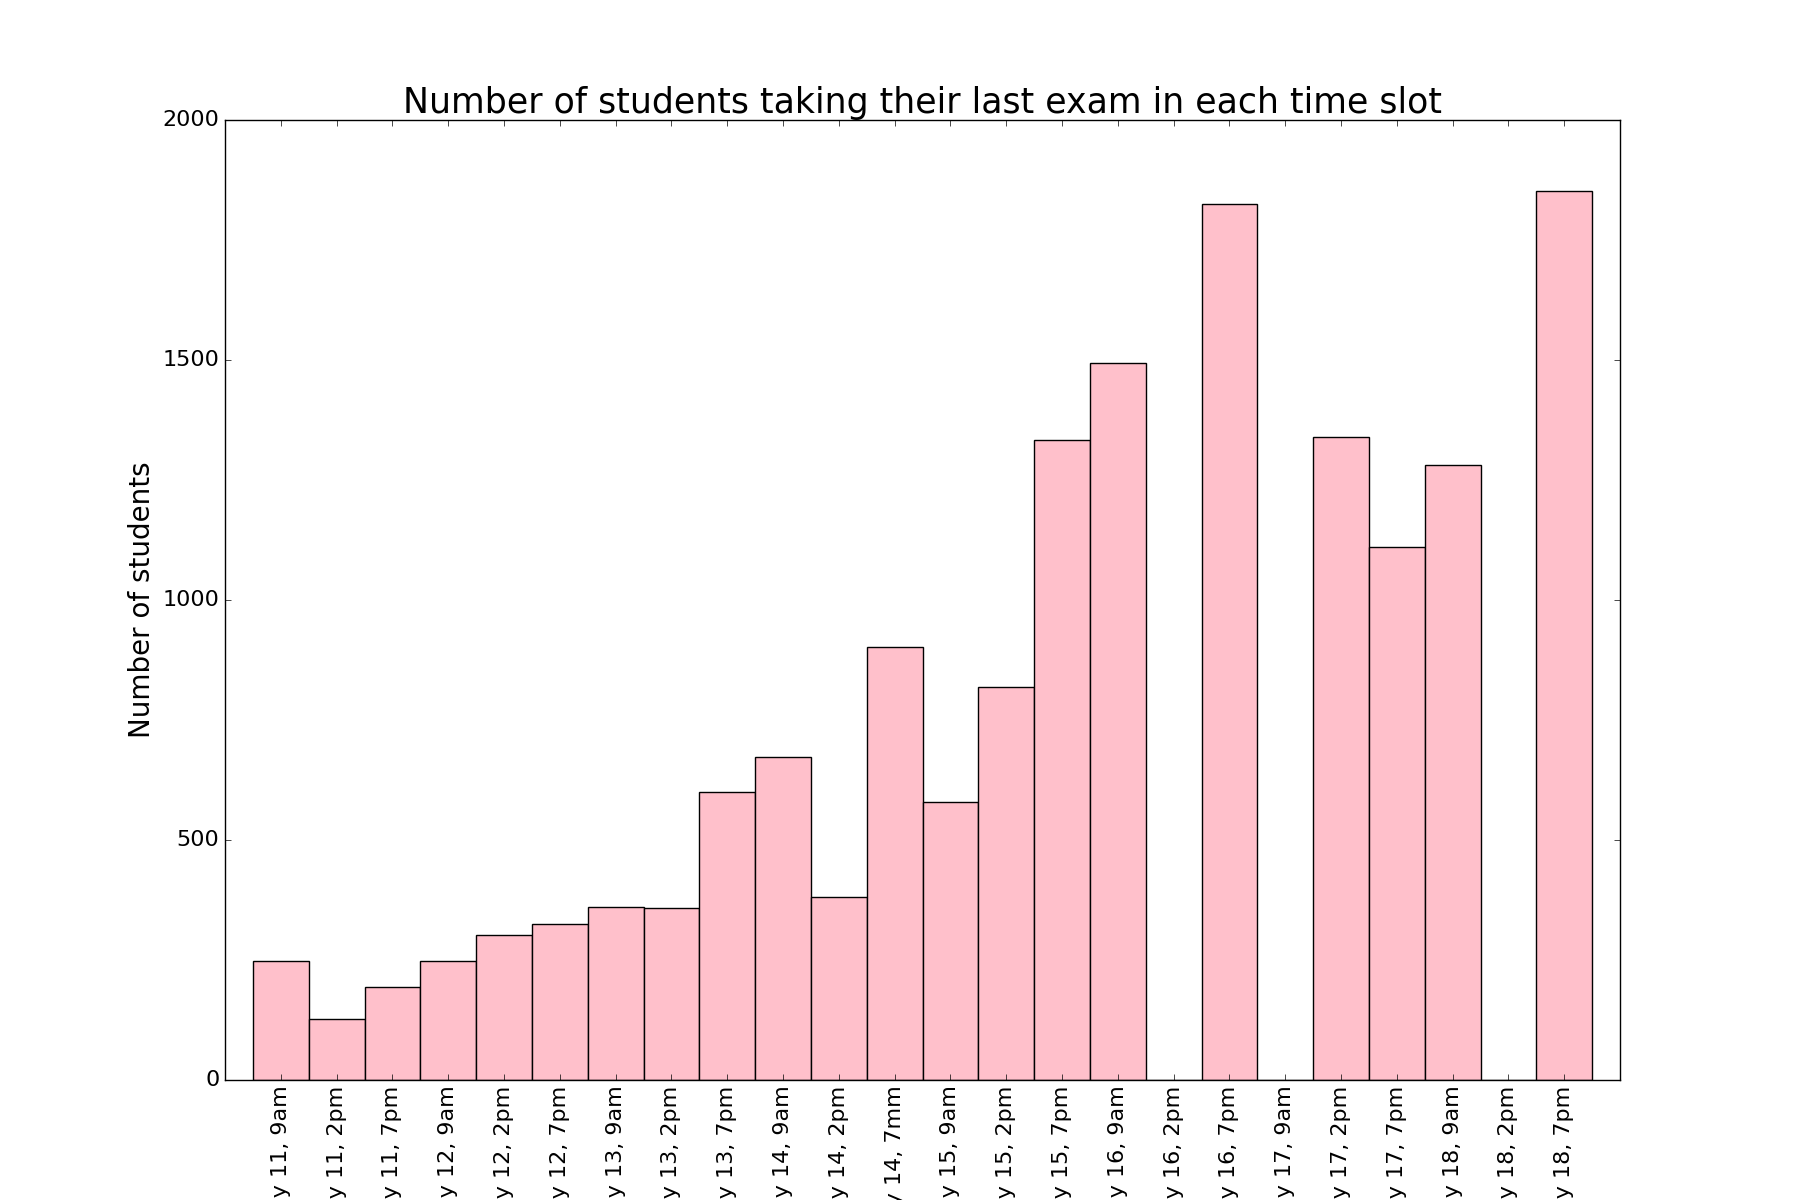 Number of students taking their last exam in each time slot
Number of students
2000
1500
1000
500
0
y 11, 9am
y 11, 2pm
y 11, 7pm
y 12, 9am
y 12, 2pm
y 12, 7pm
y 13, 9am
y 13, 2pm
y 13, 7pm
y 14, 9am
y 14, 2pm
y 14, 7mm
y 15, 9am
y 15, 2pm
y 15, 7pm
y 16, 9am
y 16, 2pm
y 16, 7pm
y 17, 9am
y 17, 2pm
y 17, 7pm
y 18, 9am
y 18, 2pm
y 18, 7pm